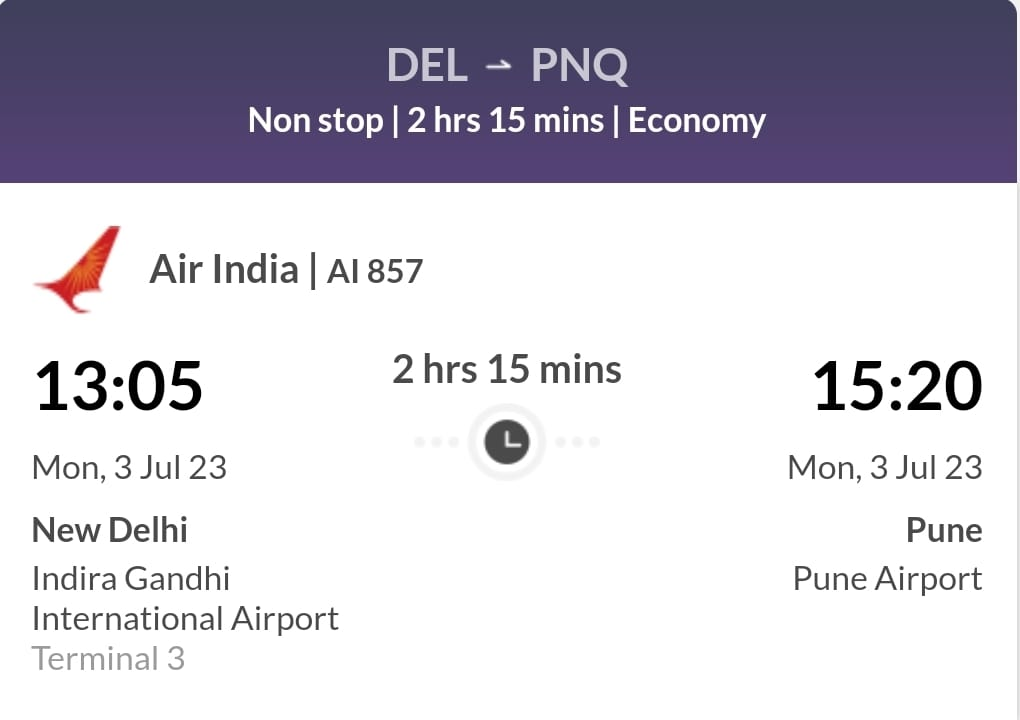 DEL → PNQ
Non stop | 2 hrs 15 mins | Economy
Air India | AI 857
13:05
2 hrs 15 mins
15:20
Mon, 3 Jul 23
Mon, 3 Jul 23
New Delhi
Pune
Indira Gandhi
Pune Airport
International Airport
Terminal 3